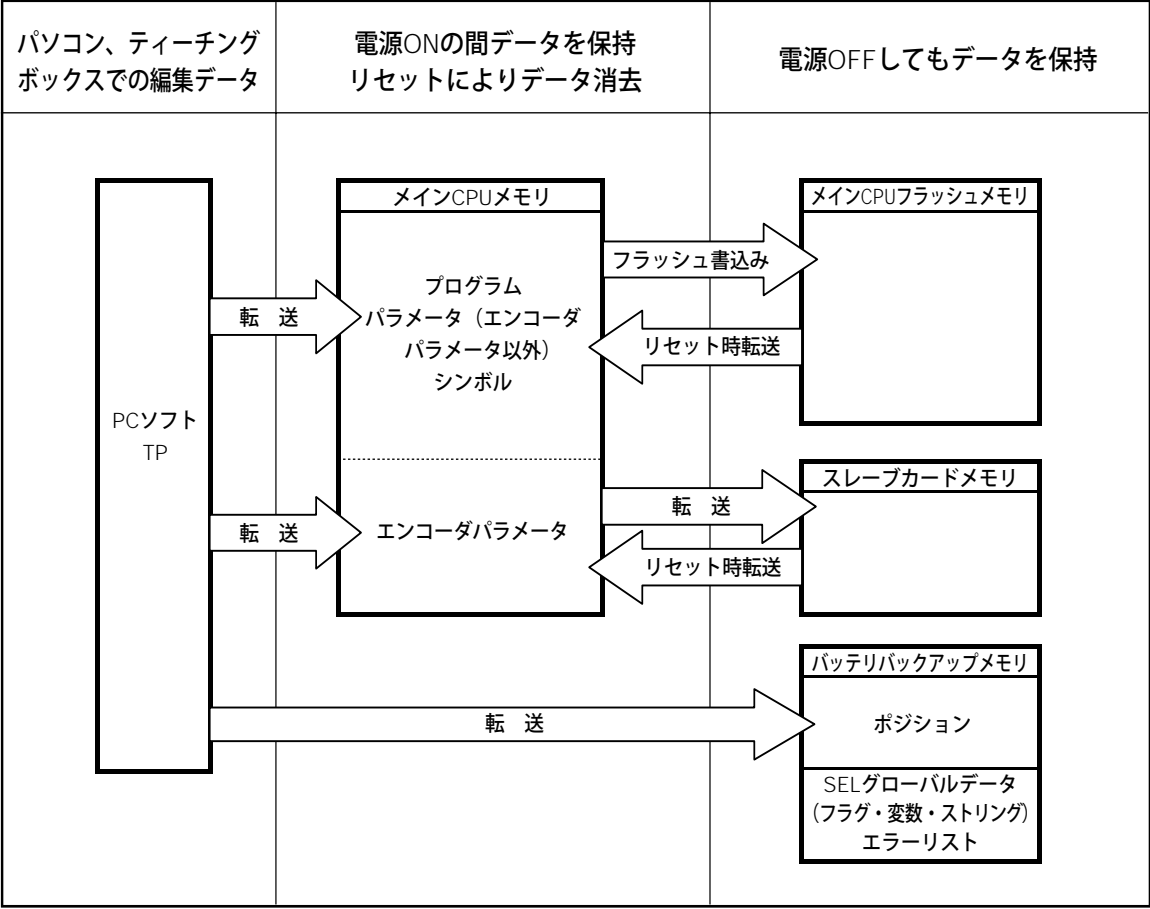 パソコン、ティーチング
ボックスでの編集データ
電源ONの間データを保持
リセットによりデータ消去
電源OFFしてもデータを保持
PCソフト
TP
転　送
転　送
メインCPUメモリ
プログラム
パラメータ（エンコーダ
パラメータ以外）
シンボル
エンコーダパラメータ
フラッシュ書込み
リセット時転送
転　送
リセット時転送
転　送
メインCPUフラッシュメモリ
スレーブカードメモリ
バッテリバックアップメモリ
ポジション
SELグローバルデータ
（フラグ・変数・ストリング）
エラーリスト